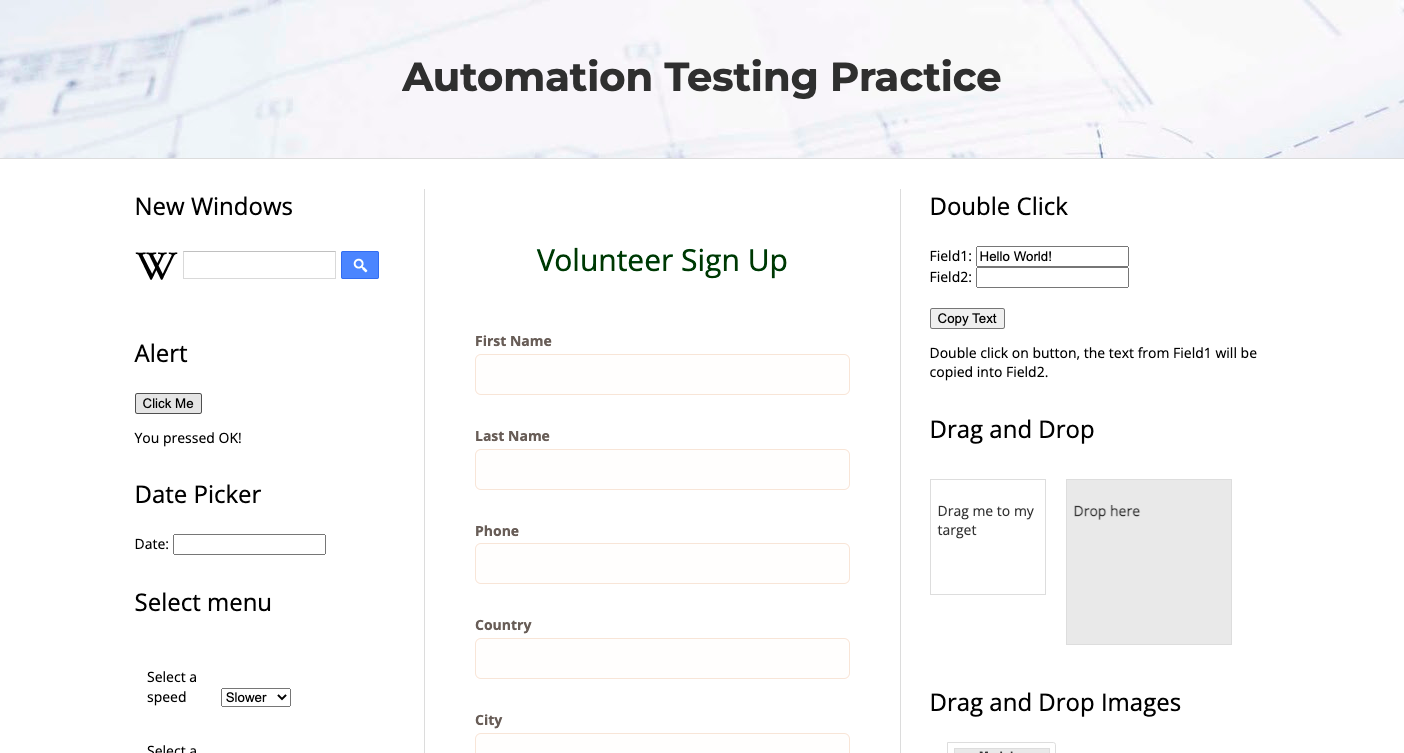 Automation Testing Practice
New Windows
W
Alert
Click Me
You pressed OK!
Date Picker
Date:
Select menu
Select a
speed
Slower
Select a
Volunteer Sign Up
First Name
Last Name
Phone
Country
City
Double Click
Field1: Hello World!
Field2:
Copy Text
Double click on button, the text from Field1 will be
copied into Field2.
Drag and Drop
Drag me to my
target
Drop here
Drag and Drop Images